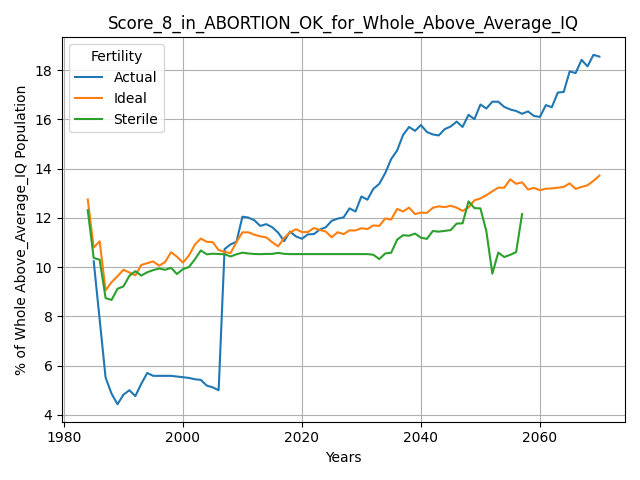 Score_8_in_ABORTION_OK_for_Whole_Above_Average_IQ
Fertility
Actual
Ideal
Sterile
% of Whole Above_Average_IQ Population
18
16
14
12
10
8
6
4
1980
2000
2020
2040
2060
Years